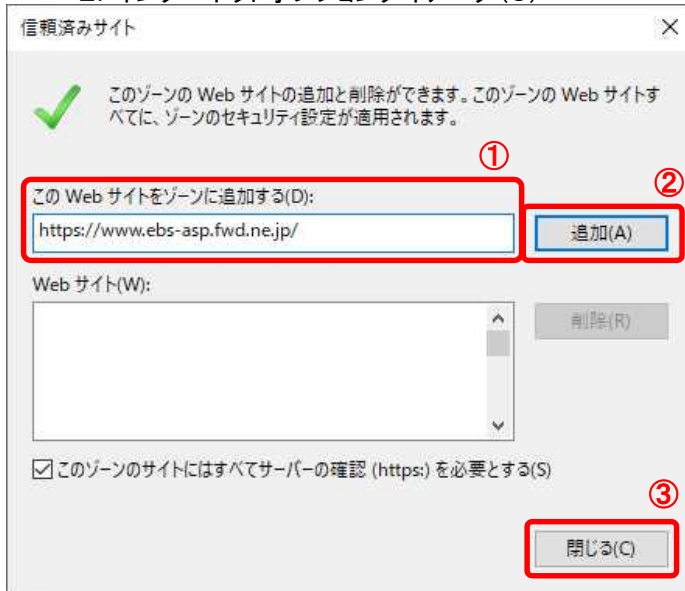 信頼済みサイト
このゾーンの Web サイトの追加と削除ができます。このゾーンの Web サイトす
べてに、ゾーンのセキュリティ設定が適用されます。
①
この Web サイトをゾーンに追加する(D):
②
https://www.ebs-asp.fwd.ne.jp/
追加(A)
Web サイト(W):
削除(R)
このゾーンのサイトにはすべてサーバーの確認 (https:) を必要とする(S)
③
閉じる(C)